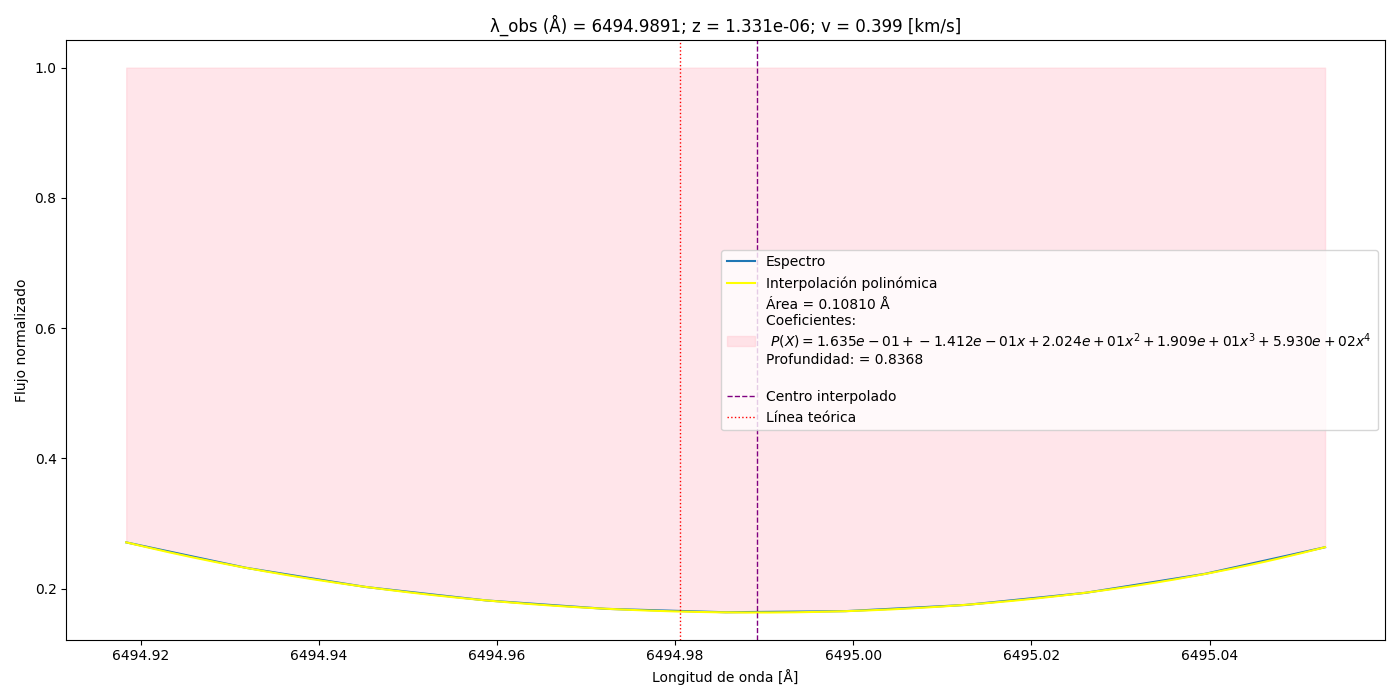 λ_obs (Å) = 6494.9891; z = 1.331e-06; v = 0.399 [km/s]
Flujo normalizado
1.0
0.8
0.6
0.4
0.2
Espectro
Interpolación polinómica
Área = 0.10810 Å
Coeficientes:
P(X) = 1.635e − 01 + − 1.412e − 01x + 2.024e + 01x² + 1.909e + 01x³ + 5.930e + 02x⁴
Profundidad: = 0.8368
Centro interpolado
Línea teórica
6494.92 6494.94 6494.96 6494.98 6495.00 6495.02 6495.04
Longitud de onda [Å]